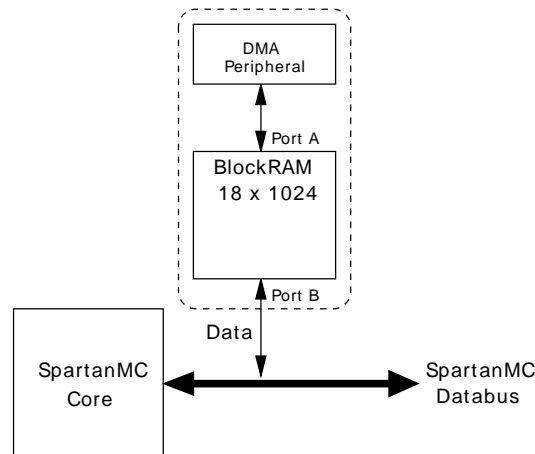 DMA
Peripheral
Port A
BlockRAM
18 x 1024
Port B
Data
SpartanMC
Core
SpartanMC
Databus